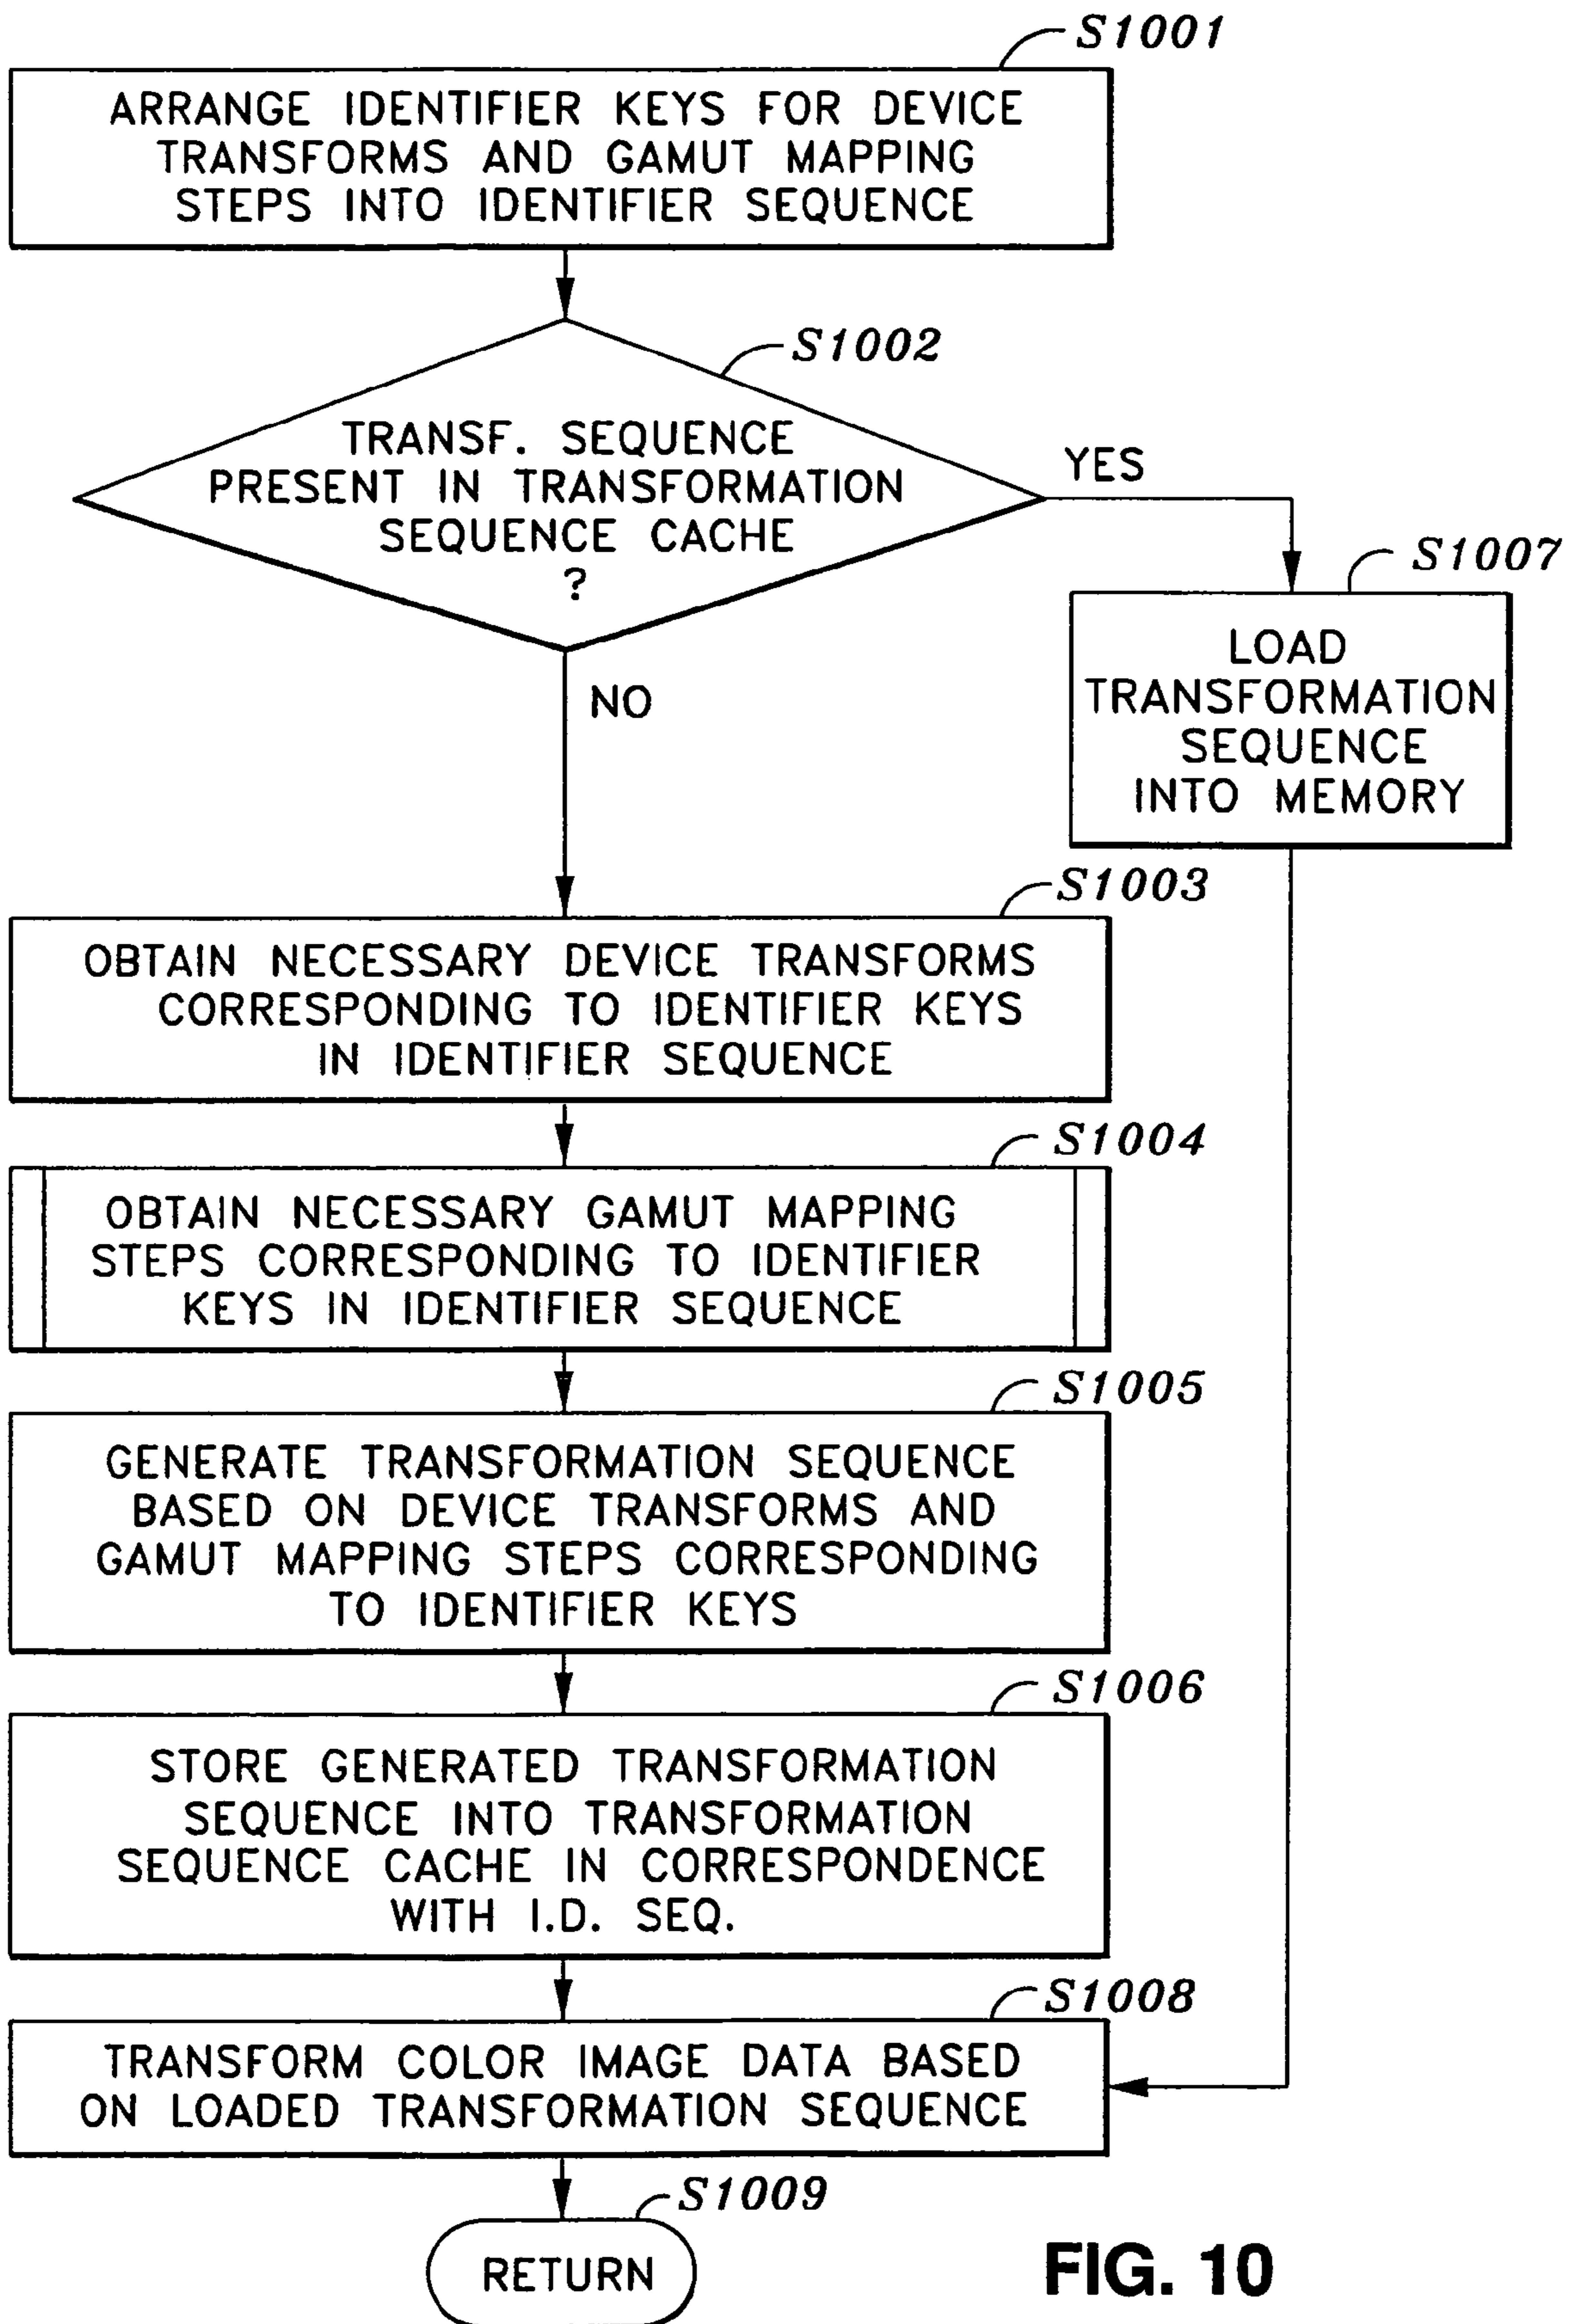 S1001
ARRANGE IDENTIFIER KEYS FOR DEVICE
TRANSFORMS AND GAMUT MAPPING
STEPS INTO IDENTIFIER SEQUENCE
S1002
TRANSF. SEQUENCE
PRESENT IN TRANSFORMATION
SEQUENCE CACHE
?
YES
NO
S1007
LOAD
TRANSFORMATION
SEQUENCE
INTO MEMORY
S1003
OBTAIN NECESSARY DEVICE TRANSFORMS
CORRESPONDING TO IDENTIFIER KEYS
IN IDENTIFIER SEQUENCE
S1004
OBTAIN NECESSARY GAMUT MAPPING
STEPS CORRESPONDING TO IDENTIFIER
KEYS IN IDENTIFIER SEQUENCE
S1005
GENERATE TRANSFORMATION SEQUENCE
BASED ON DEVICE TRANSFORMS AND
GAMUT MAPPING STEPS CORRESPONDING
TO IDENTIFIER KEYS
S1006
STORE GENERATED TRANSFORMATION
SEQUENCE INTO TRANSFORMATION
SEQUENCE CACHE IN CORRESPONDENCE
WITH I.D. SEQ.
S1008
TRANSFORM COLOR IMAGE DATA BASED
ON LOADED TRANSFORMATION SEQUENCE
S1009
RETURN
FIG. 10